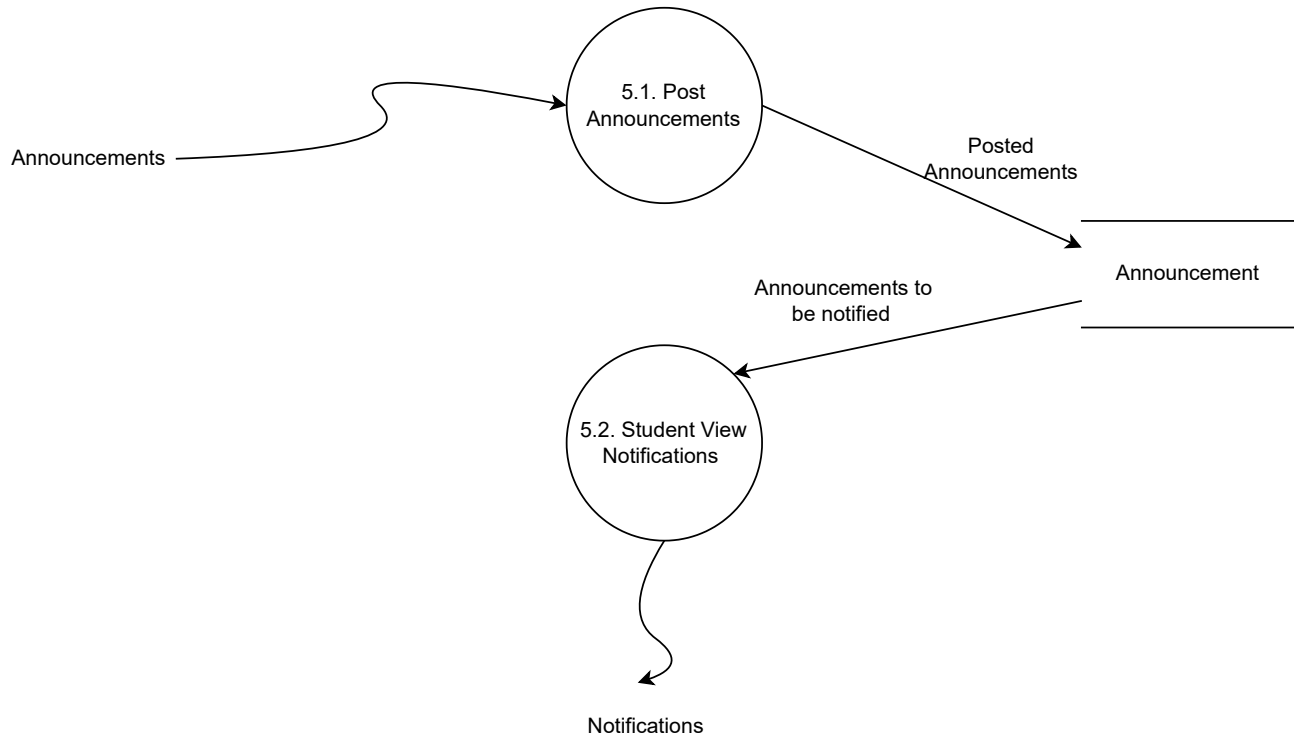 5.1. Post
Announcements
Announcements
Posted
Announcements
Announcement
Announcements to
be notified
5.2. Student View
Notifications
Notifications